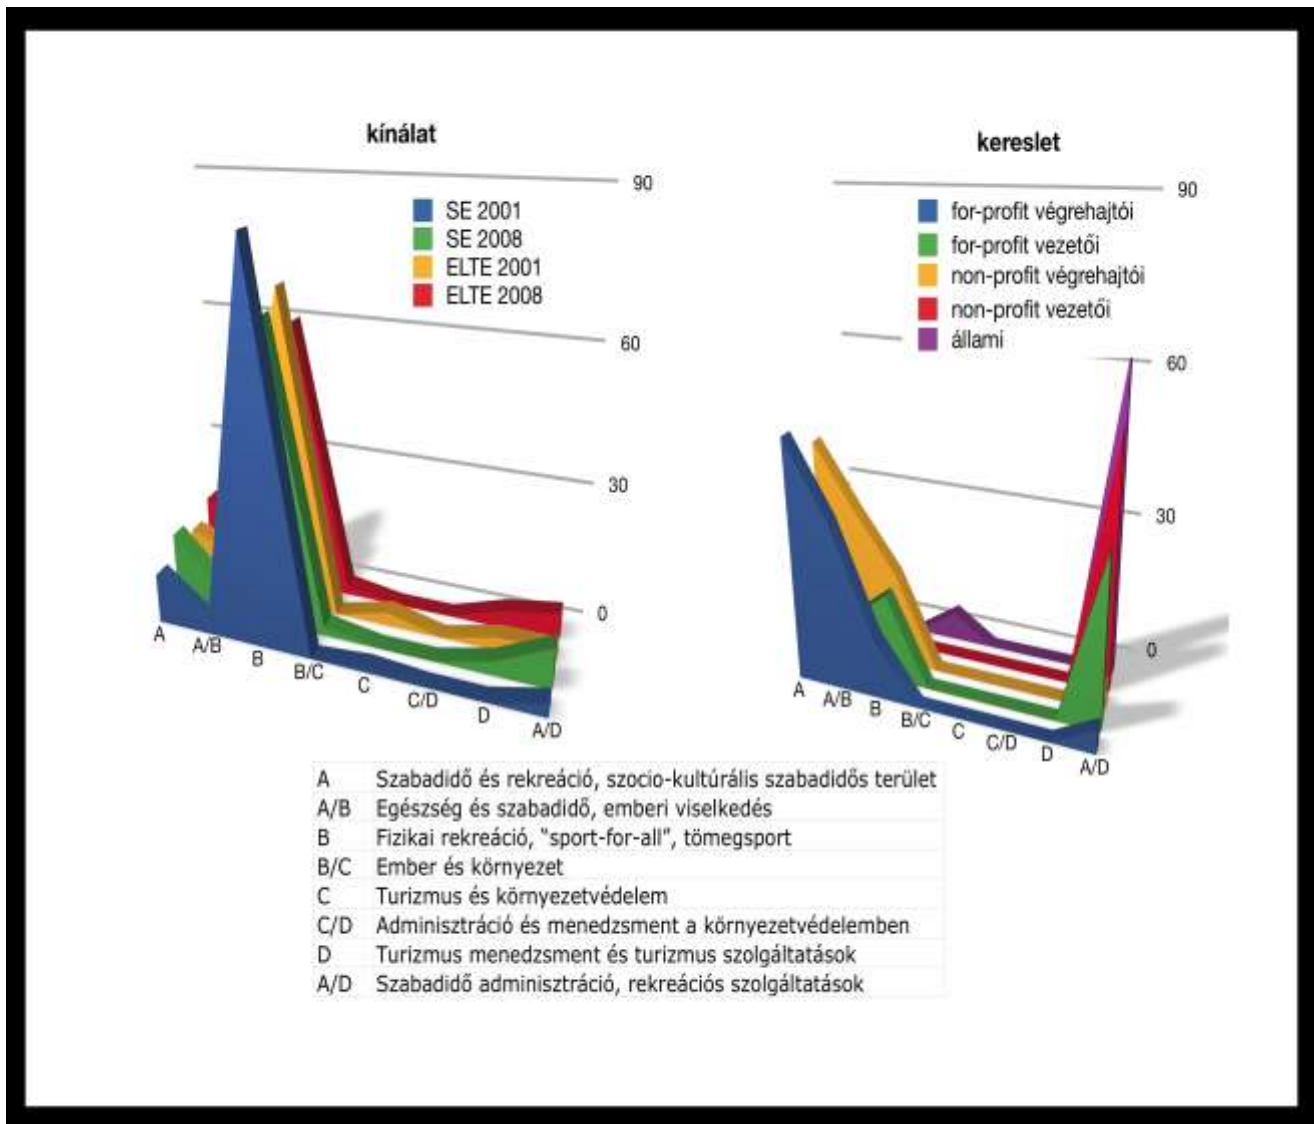 kínálat
90
SE 2001
SE 2008
ELTE 2001
ELTE 2008
60
30
0
A
A/B
B
B/C
C
C/D
D
A/D
kereslet
90
for-profit végrehajtói
for-profit vezetői
non-profit végrehajtói
non-profit vezetői
állami
60
30
0
A
A/B
B
B/C
C
C/D
D
A/D
A Szabadidő és rekreáció, szocio-kultúrális szabadidős terület
A/B Egészség és szabadidő, emberi viselkedés
B Fizikai rekreáció, “sport-for-all”, tömegsport
B/C Ember és környezet
C Turizmus és környezetvédelem
C/D Adminisztráció és menedzsment a környezetvédelemben
D Turizmus menedzsment és turizmus szolgáltatások
A/D Szabadidő adminisztráció, rekreációs szolgáltatások